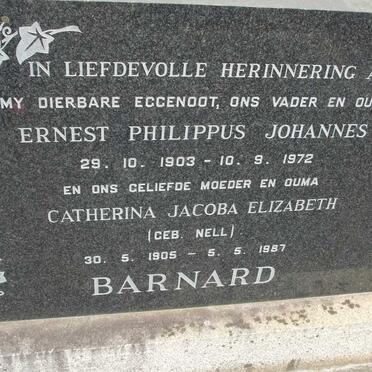 IN LIEFDEVOLLE HERINNERING A
MY DIERBARE EGGENOOT, ONS VADER EN OU
ERNEST PHILIPPUS JOHANNES
29. 10. 1903 - 10. 9. 1972
EN ONS GELIEFDE MOEDER EN OUMA
CATHERINA JACOBA ELIZABETH
(GEB. NELL)
30. 5. 1905 - 5. 5. 1987
BARNARD